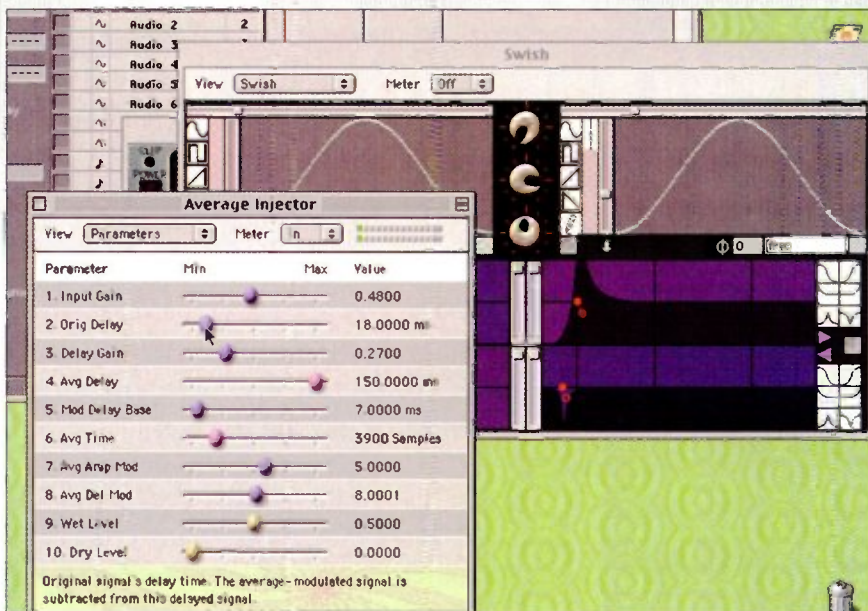 Audio 2 2
Audio 3
Audio 4
Audio 5
Audio 6
CLIP
POWER
Swish
View Swish Meter Off
Φ 0
Average Injector
View Parameters Meter In
Parameter Min Max Value
1. Input Gain 0.4800
2. Orig Delay 18.0000 ms
3. Delay Gain 0.2700
4. Avg Delay 150.0000 ms
5. Mod Delay Base 7.0000 ms
6. Avg Time 3900 Samples
7. Avg Amp Mod 5.0000
8. Avg Del Mod 8.0001
9. Wet Level 0.5000
10. Dry Level 0.0000
Original signal's delay time. The average-modulated signal is
subtracted from this delayed signal.